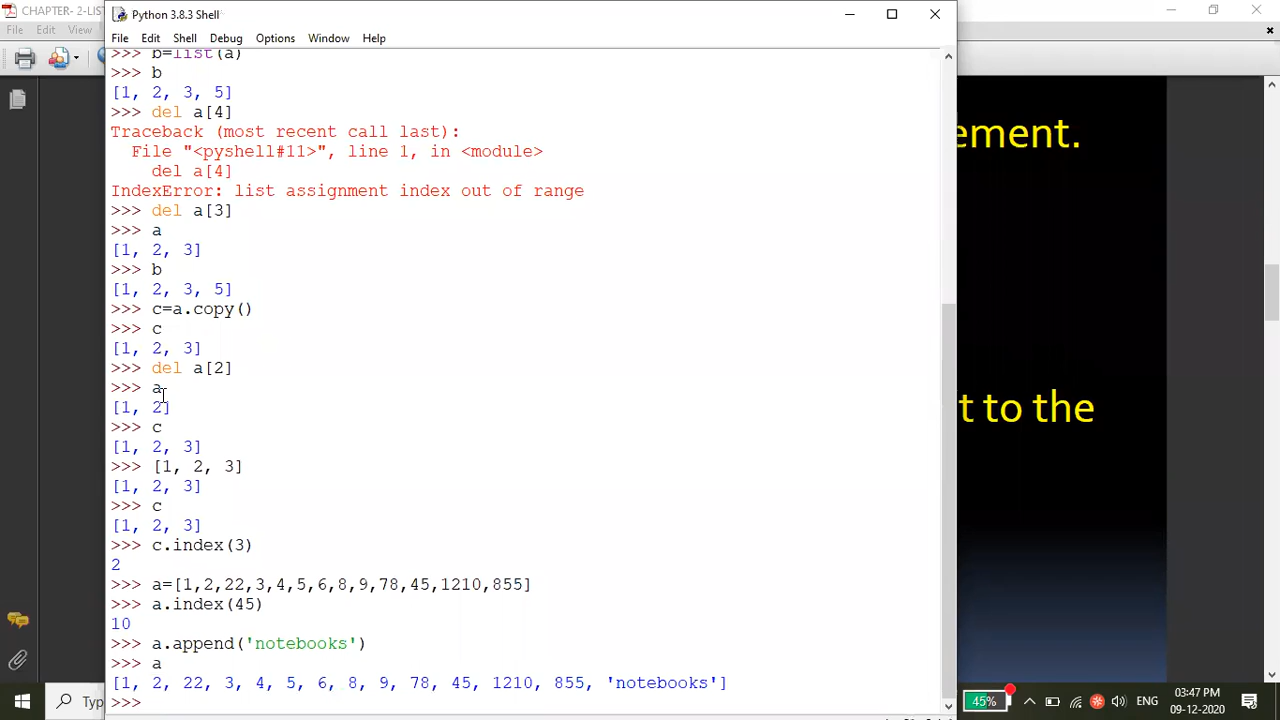 CHAPTER- 2-LIST
Python 3.8.3 Shell
File Edit
File Edit Shell Debug Options Window Help
>>> b=list(a)
>>> b
[1, 2, 3, 5]
>>> del a[4]
Traceback (most recent call last):
File "<pyshell#11>", line 1, in <module>
del a[4]
IndexError: list assignment index out of range
>>> del a[3]
>>> a
[1, 2, 3]
>>> b
[1, 2, 3, 5]
>>> c=a.copy()
>>> c
[1, 2, 3]
>>> del a[2]
>>> a
[1, 2]
>>> c
[1, 2, 3]
>>> [1, 2, 3]
[1, 2, 3]
>>> c
[1, 2, 3]
>>> c.index(3)
2
>>> a=[1,2,22,3,4,5,6,8,9,78,45,1210,855]
>>> a.index(45)
10
>>> a.append('notebooks')
>>> a
[1, 2, 22, 3, 4, 5, 6, 8, 9, 78, 45, 1210, 855, 'notebooks']
>>>
ement.
t to the
Typ
45%
ENG
03:47 PM
09-12-2020